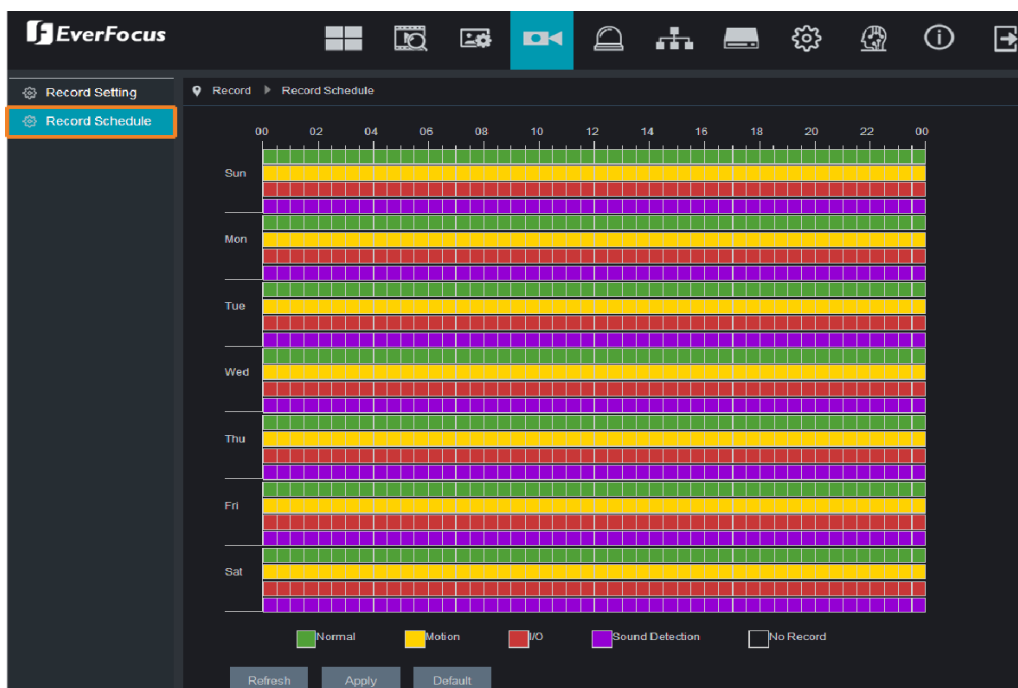 EverFocus
Record Setting
Record Schedule
Record Record Schedule
00 02 04 06 08 10 12 14 16 18 20 22 00
Sun
Mon
Tue
Wed
Thu
Fri
Sat
Normal Motion I/O Sound Detection No Record
Refresh Apply Default